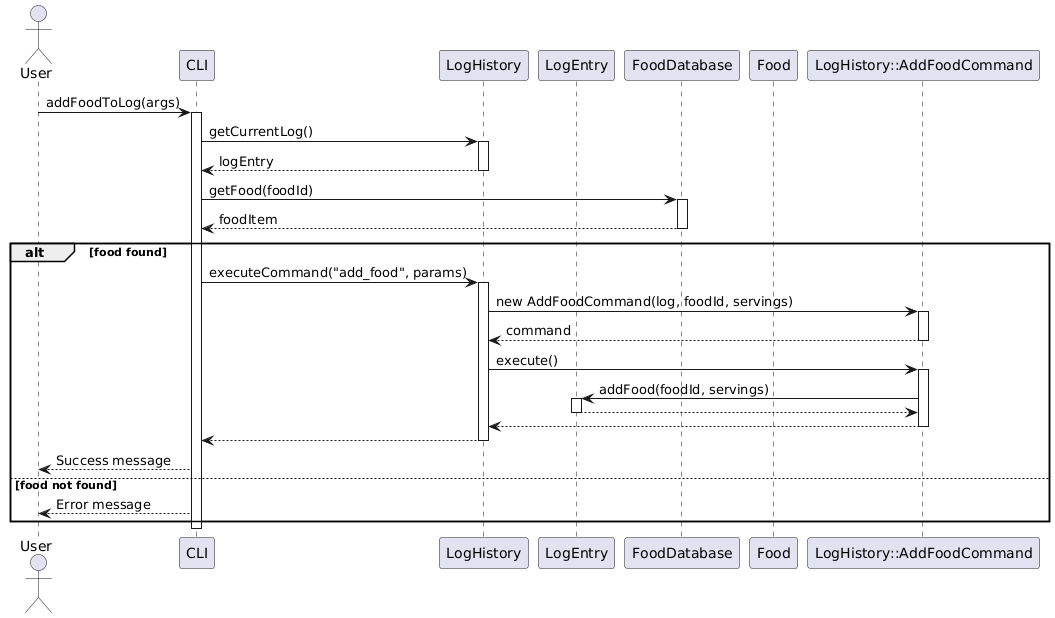 User
CLI
LogHistory
LogEntry
FoodDatabase
Food
LogHistory::AddFoodCommand
addFoodToLog(args)
getCurrentLog()
logEntry
getFood(foodId)
foodItem
alt
[food found]
executeCommand("add_food", params)
new AddFoodCommand(log, foodId, servings)
command
execute()
addFood(foodId, servings)
Success message
[food not found]
Error message
User
CLI
LogHistory
LogEntry
FoodDatabase
Food
LogHistory::AddFoodCommand